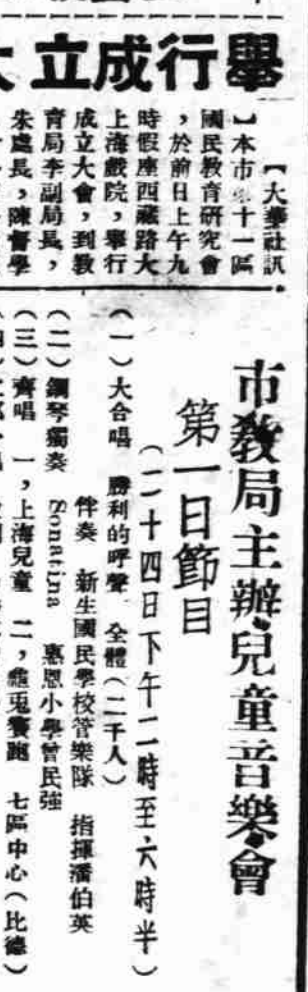 舉行成立大
【大華社訊
】本市第十一區
國民教育研究會
，於前日上午九
時假座西藏路大
上海戲院，舉行
成立大會，到教
育局李副局長，
朱處長，陳督學
市教局主辦兒童音樂會
第一日節目
（二十四日下午二時至六時半）
（一）大合唱　勝利的呼聲　全體（二千人）
伴奏　新生國民學校管樂隊　指揮潘伯英
（二）鋼琴獨奏　Sonatina　惠恩小學曾民強
（三）齊唱　一，上海兒童　二，龜兎賽跑　七區中心（比德）